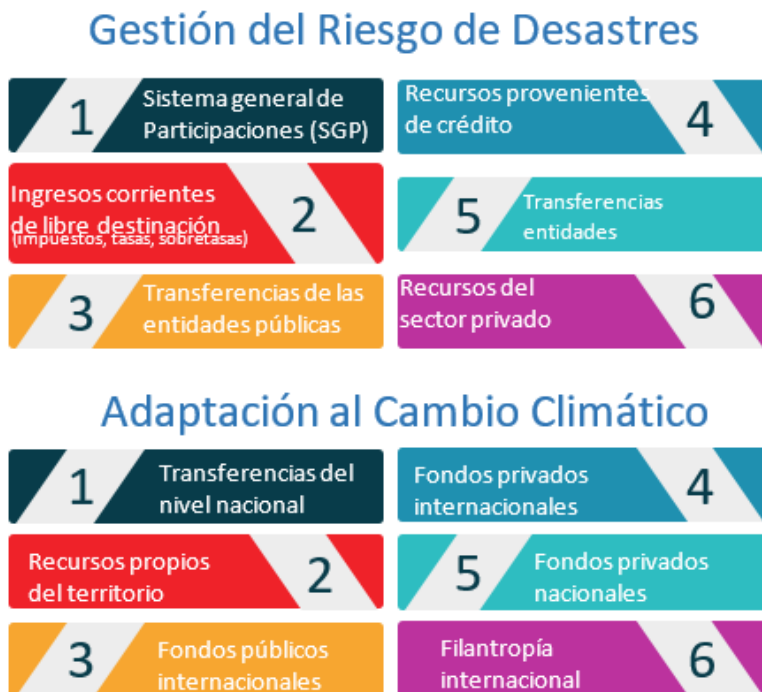 Gestión del Riesgo de Desastres
1
Sistema general de
Participaciones (SGP)
Ingresos corrientes
de libre destinación
(impuestos, tasas, sobretasas)
2
3
Transferencias de las
entidades públicas
Recursos provenientes
de crédito
4
5
Transferencias
entidades
Recursos del
sector privado
6
Adaptación al Cambio Climático
1
Transferencias del
nivel nacional
Recursos propios
del territorio
2
3
Fondos públicos
internacionales
Fondos privados
internacionales
4
5
Fondos privados
nacionales
Filantropía
internacional
6